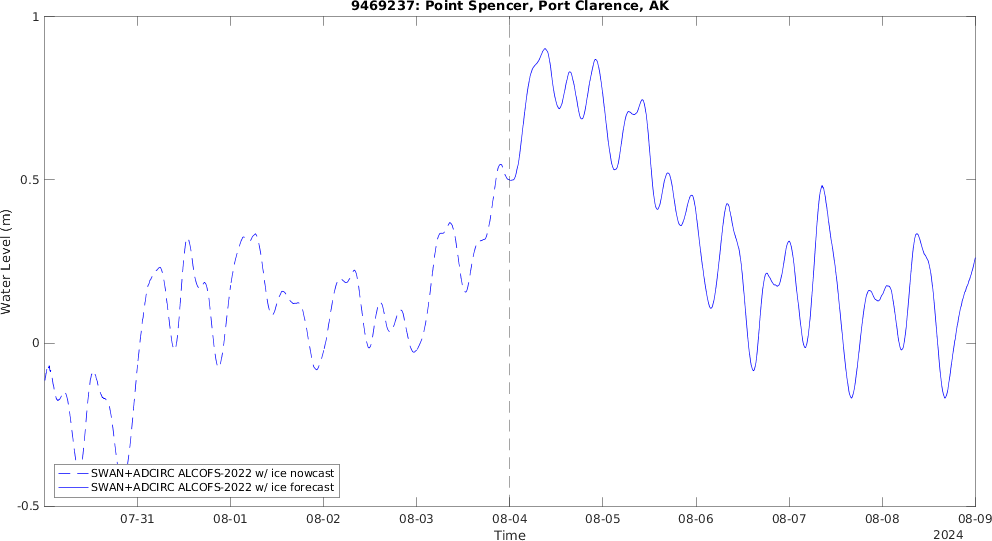 9469237: Point Spencer, Port Clarence, AK
1
0.5
0
-0.5
Water Level (m)
SWAN+ADCIRC ALCOFS-2022 w/ ice nowcast
SWAN+ADCIRC ALCOFS-2022 w/ ice forecast
07-31 08-01 08-02 08-03 08-04 08-05 08-06 08-07 08-08 08-09
Time
2024